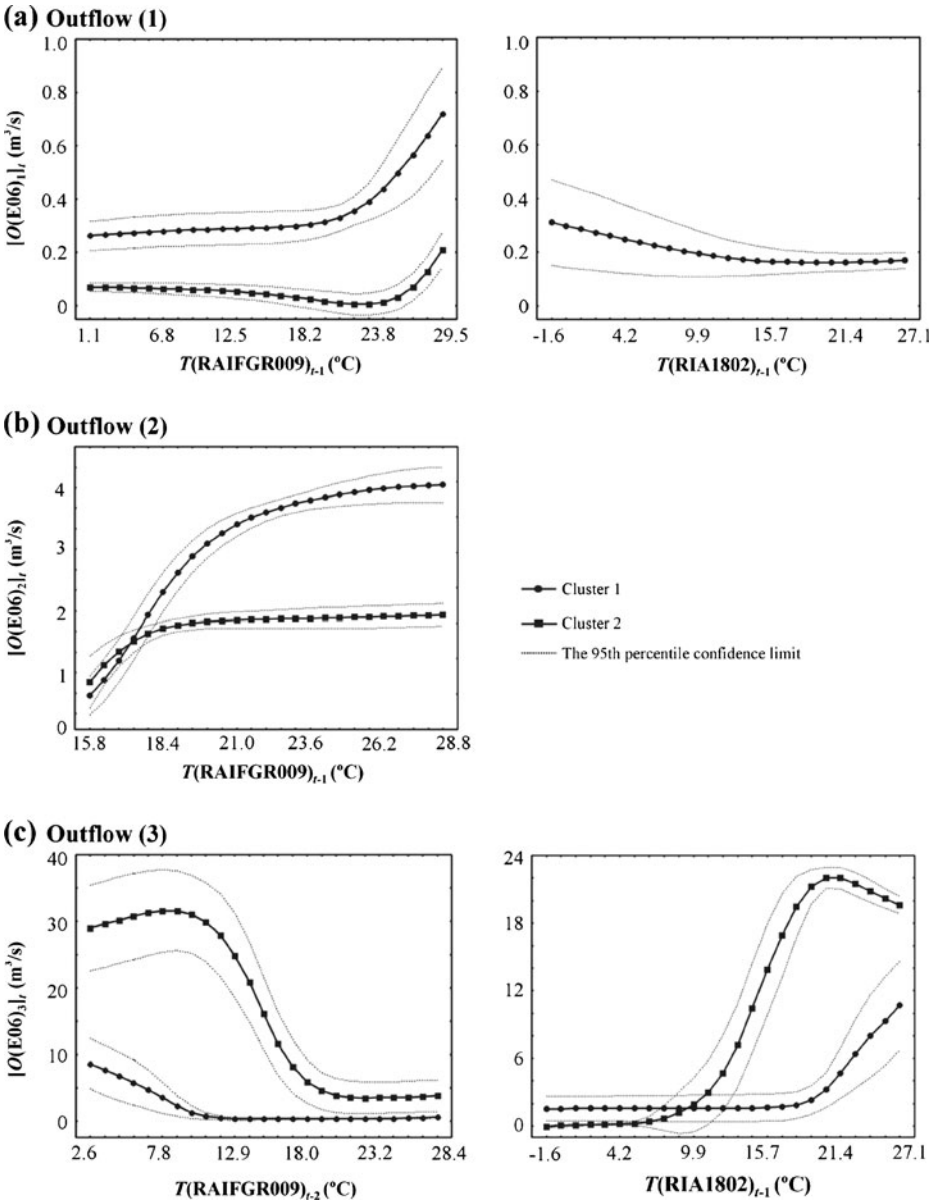 (a) Outflow (1)
[O(E06)₁]ₜ (m³/s)
1.0
0.8
0.6
0.4
0.2
0
1.1 6.8 12.5 18.2 23.8 29.5
T(RAIFGR009)ₜ₋₁ (°C)
1.0
0.8
0.6
0.4
0.2
0
-1.6 4.2 9.9 15.7 21.4 27.1
T(RIA1802)ₜ₋₁ (°C)
(b) Outflow (2)
[O(E06)₂]ₜ (m³/s)
4
3
2
1
0
15.8 18.4 21.0 23.6 26.2 28.8
T(RAIFGR009)ₜ₋₁ (°C)
Cluster 1
Cluster 2
The 95th percentile confidence limit
(c) Outflow (3)
[O(E06)₃]ₜ (m³/s)
40
30
20
10
0
2.6 7.8 12.9 18.0 23.2 28.4
T(RAIFGR009)ₜ₋₂ (°C)
24
18
12
6
0
-1.6 4.2 9.9 15.7 21.4 27.1
T(RIA1802)ₜ₋₁ (°C)